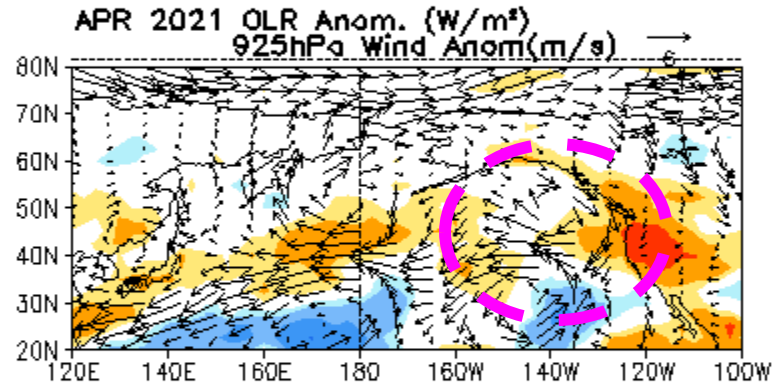 APR 2021 OLR Anom. (W/m²)
925hPa Wind Anom(m/s)
6
80N
70N
60N
50N
40N
30N
20N
120E 140E 160E 180 160W 140W 120W 100W